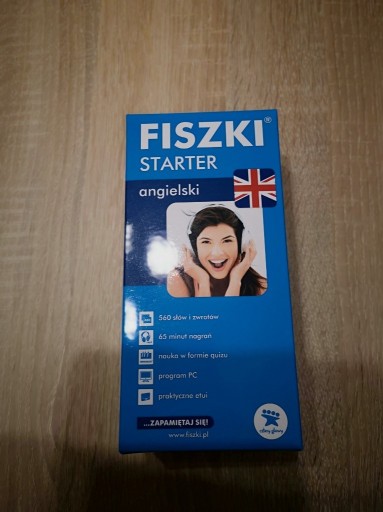 FISZKI®
STARTER
angielski
560 słów i zwrotów
65 minut nagrań
nauka w formie quizu
program PC
praktyczne etui
...ZAPAMIĘTAJ SIĘ!
www.fiszki.pl